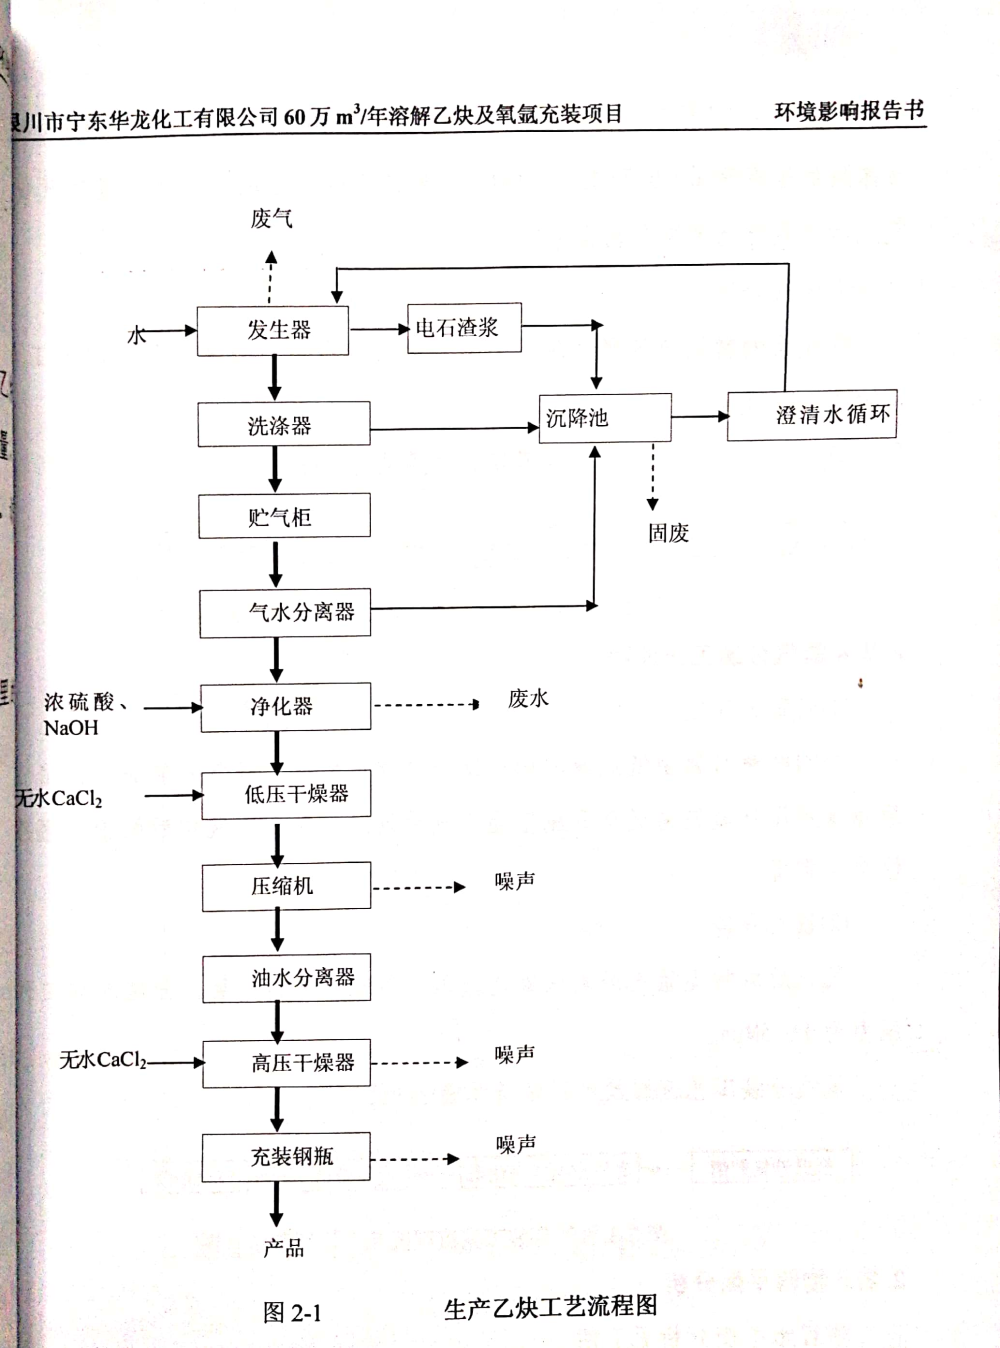 川市宁东华龙化工有限公司 60 万 m³/年溶解乙炔及氧氩充装项目 环境影响报告书
废气
水 发生器 电石渣浆
洗涤器 沉降池 澄清水循环
贮气柜 固废
气水分离器
浓硫酸、
NaOH
净化器 废水
无水CaCl₂ 低压干燥器
压缩机 噪声
油水分离器
无水CaCl₂ 高压干燥器 噪声
充装钢瓶 噪声
产品
图 2-1 生产乙炔工艺流程图